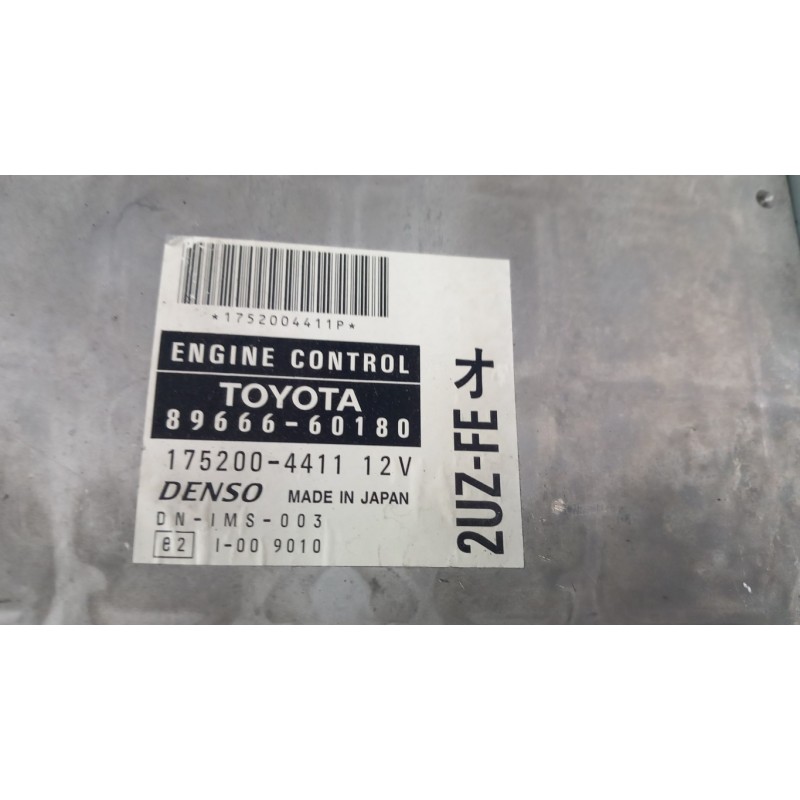 *1752004411P*
ENGINE CONTROL
TOYOTA
89666-60180
175200-4411 12V
DENSO MADE IN JAPAN
DN-IMS-003
e2 I-00 9010
2UZ-FE オ